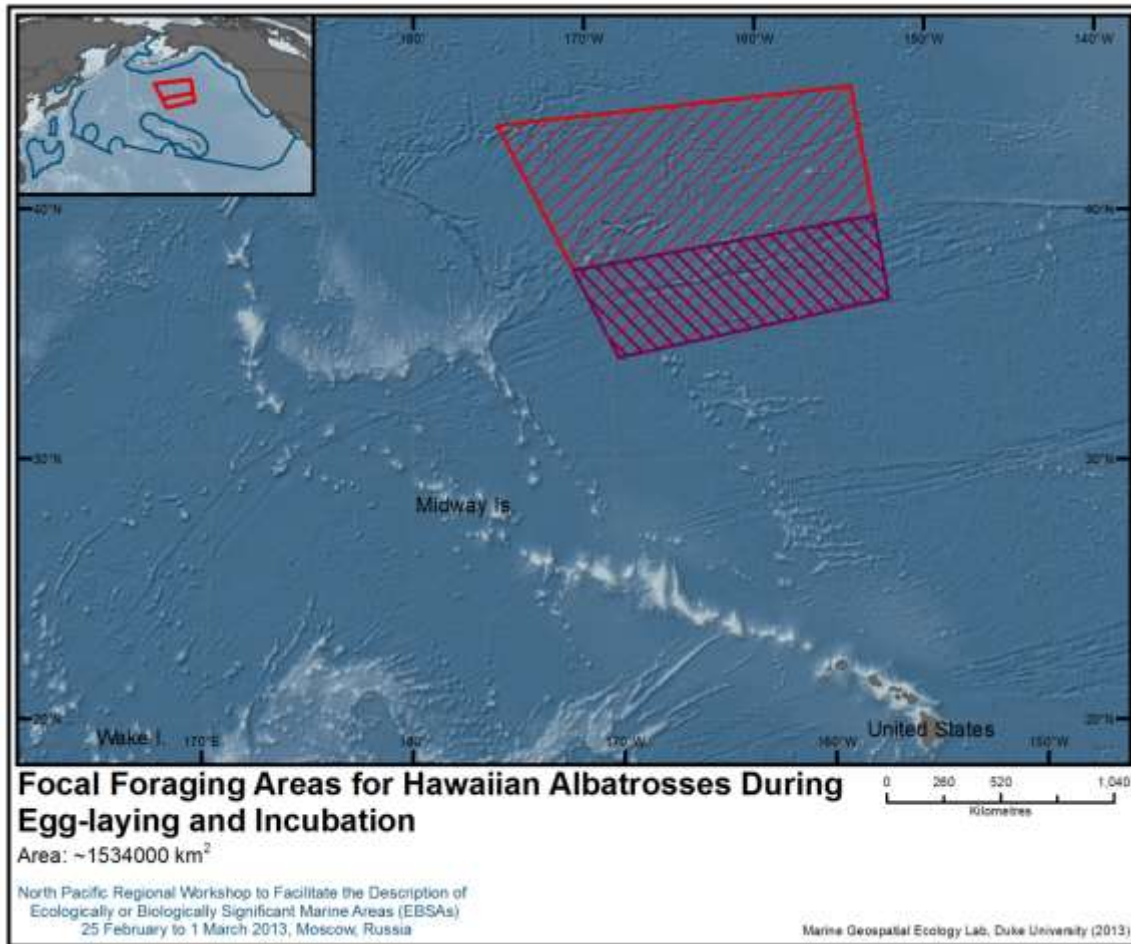 180° 170°W 160°W 150°W 140°W
40°N 40°N
30°N 30°N
Midway Is.
20°N 20°N
Wake I. United States
170°E 180° 170°W 160°W 150°W
Focal Foraging Areas for Hawaiian Albatrosses During
Egg-laying and Incubation
0 260 520 1,040
Kilometres
Area: ~1534000 km²
North Pacific Regional Workshop to Facilitate the Description of
Ecologically or Biologically Significant Marine Areas (EBSAs)
25 February to 1 March 2013, Moscow, Russia
Marine Geospatial Ecology Lab, Duke University (2013)